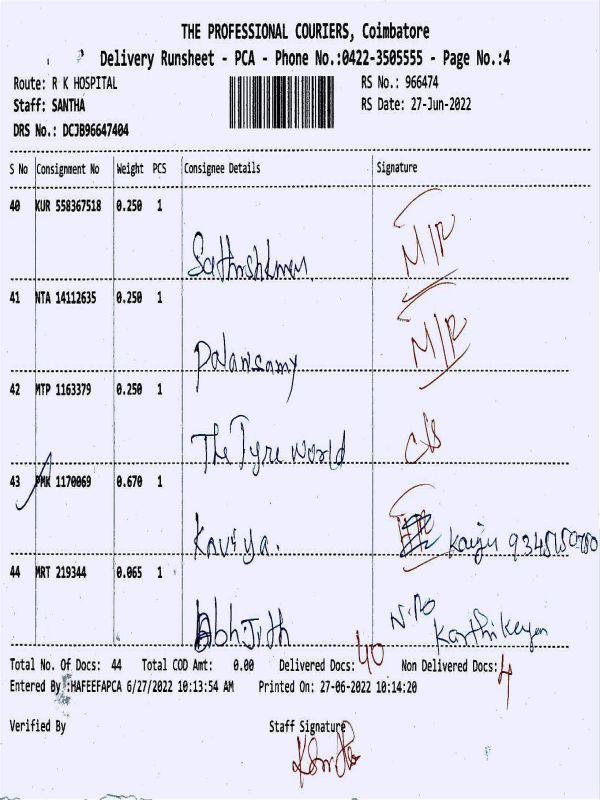 THE PROFESSIONAL COURIERS, Coimbatore
Delivery Runsheet - PCA - Phone No.:0422-3505555 - Page No.:4
Route: R K HOSPITAL RS No.: 966474
Staff: SANTHA RS Date: 27-Jun-2022
DRS No.: DCJB96647404
S No Consignment No Weight PCS Consignee Details Signature
40 KUR 558367518 0.250 1
M/R
41 NTA 14112635 0.250 1
Palanisamy M/R
42 MTP 1163379 0.250 1
The Tyre world
43 PMK 1170069 0.670 1
Kaviya.
44 MRT 219344 0.065 1
Abhijith Karthikeyan
Total No. Of Docs: 44 Total COD Amt: 0.00 Delivered Docs: 40 Non Delivered Docs: 4
Entered By :HAFEEFAPCA 6/27/2022 10:13:54 AM Printed On: 27-06-2022 10:14:20
Verified By Staff Signature